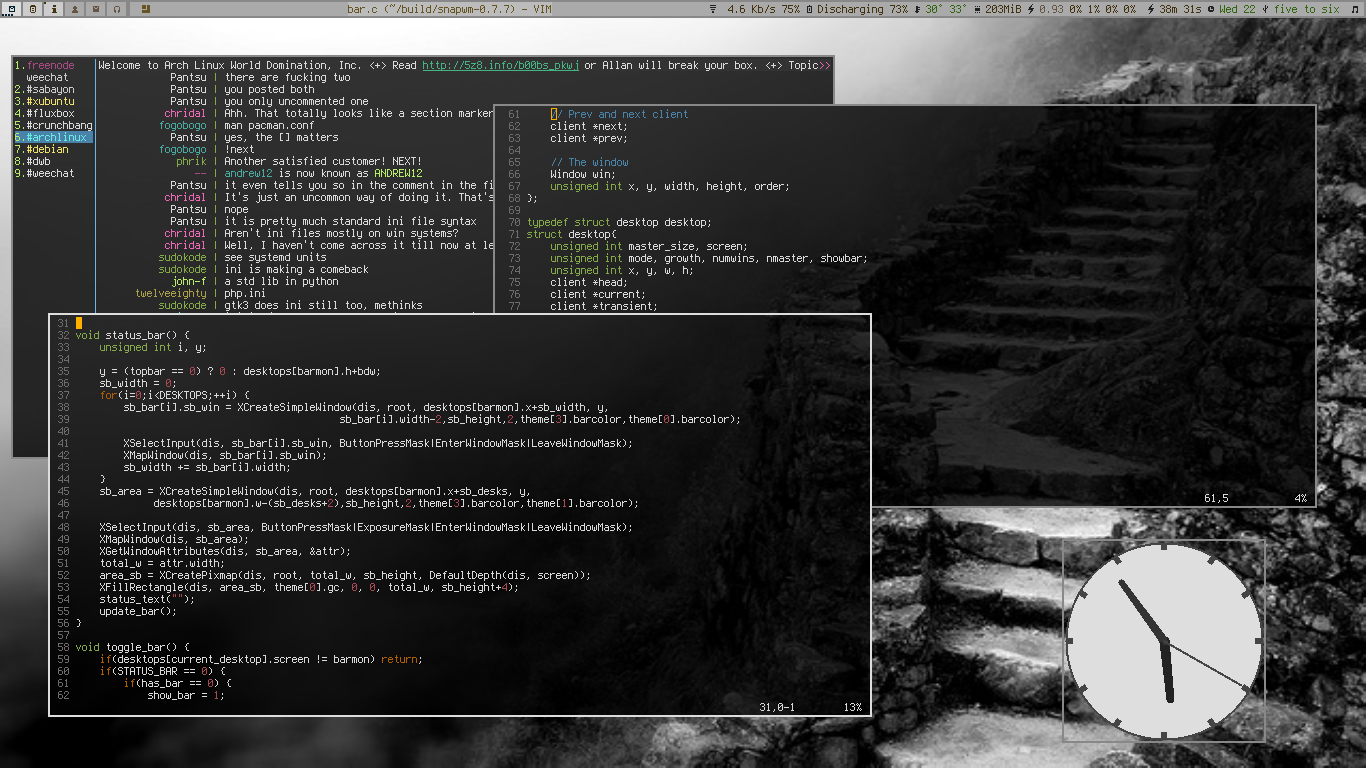 bar.c (~/build/snapwm-0.7.7) - VIM
4.6 Kb/s 75% Discharging 73% 30° 33° 203MiB 0.93 0% 1% 0% 0% 38m 31s Wed 22 five to six
1.freenode
weechat
2.#sabayon
3.#xubuntu
4.#fluxbox
5.#crunchbang
6.#archlinux
7.#debian
8.#dwb
9.#weechat
Welcome to Arch Linux World Domination, Inc. <+> Read http://5z8.info/b00bs_pkwj or Allan will break your box. <+> Topic>>
Pantsu | there are fucking two
Pantsu | you posted both
Pantsu | you only uncommented one
chridal | Ahh. That totally looks like a section marker
fogobogo | man pacman.conf
Pantsu | yes, the [] matters
fogobogo | !next
phrik | Another satisfied customer! NEXT!
-- | andrew12 is now known as ANDREW12
Pantsu | it even tells you so in the comment in the fi
chridal | It's just an uncommon way of doing it. That's
Pantsu | nope
Pantsu | it is pretty much standard ini file syntax
chridal | Aren't ini files mostly on win systems?
chridal | Well, I haven't come across it till now at le
sudokode | see systemd units
sudokode | ini is making a comeback
john-f | a std lib in python
twelveeighty | php.ini
sudokode | gtk3 does ini still too, methinks
61     // Prev and next client
62     client *next;
63     client *prev;
64
65     // The window
66     Window win;
67     unsigned int x, y, width, height, order;
68 };
69
70 typedef struct desktop desktop;
71 struct desktop{
72     unsigned int master_size, screen;
73     unsigned int mode, growth, numwins, nmaster, showbar;
74     unsigned int x, y, w, h;
75     client *head;
76     client *current;
77     client *transient;
61,5 4%
31
32 void status_bar() {
33     unsigned int i, y;
34
35     y = (topbar == 0) ? 0 : desktops[barmon].h+bdw;
36     sb_width = 0;
37     for(i=0;i<DESKTOPS;++i) {
38         sb_bar[i].sb_win = XCreateSimpleWindow(dis, root, desktops[barmon].x+sb_width, y,
39                                             sb_bar[i].width-2,sb_height,2,theme[3].barcolor,theme[0].barcolor);
40
41         XSelectInput(dis, sb_bar[i].sb_win, ButtonPressMask|EnterWindowMask|LeaveWindowMask);
42         XMapWindow(dis, sb_bar[i].sb_win);
43         sb_width += sb_bar[i].width;
44     }
45     sb_area = XCreateSimpleWindow(dis, root, desktops[barmon].x+sb_desks, y,
46              desktops[barmon].w-(sb_desks+2),sb_height,2,theme[3].barcolor,theme[1].barcolor);
47
48     XSelectInput(dis, sb_area, ButtonPressMask|ExposureMask|EnterWindowMask|LeaveWindowMask);
49     XMapWindow(dis, sb_area);
50     XGetWindowAttributes(dis, sb_area, &attr);
51     total_w = attr.width;
52     area_sb = XCreatePixmap(dis, root, total_w, sb_height, DefaultDepth(dis, screen));
53     XFillRectangle(dis, area_sb, theme[0].gc, 0, 0, total_w, sb_height+4);
54     status_text("");
55     update_bar();
56 }
57
58 void toggle_bar() {
59     if(desktops[current_desktop].screen != barmon) return;
60     if(STATUS_BAR == 0) {
61         if(has_bar == 0) {
62             show_bar = 1;
31,0-1 13%